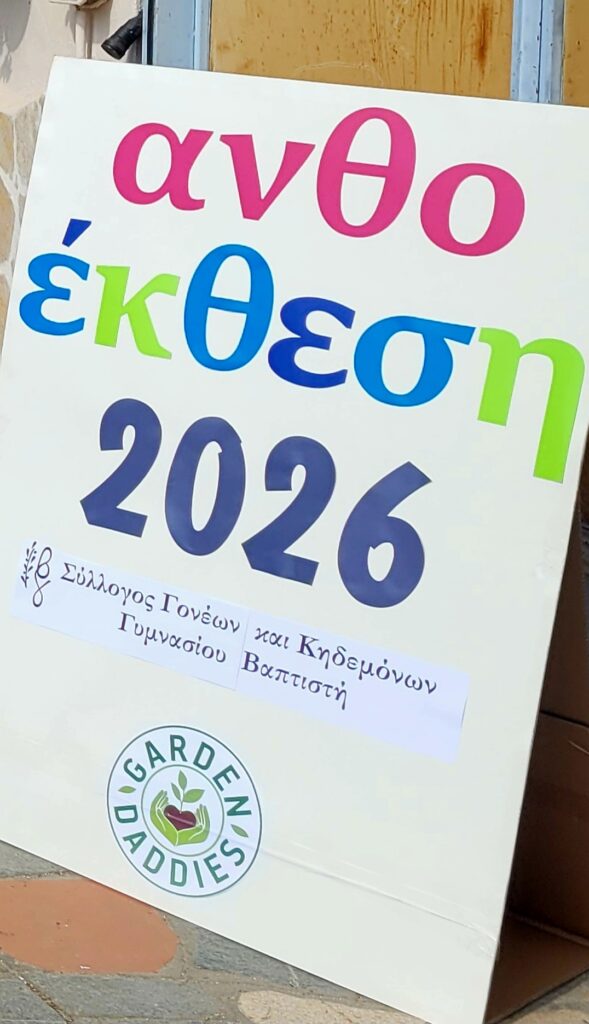 ανθο
έκθεση
2026
Σύλλογος Γονέων και Κηδεμόνων
Γυμνασίου Βαπτιστή
GARDEN
DADDIES